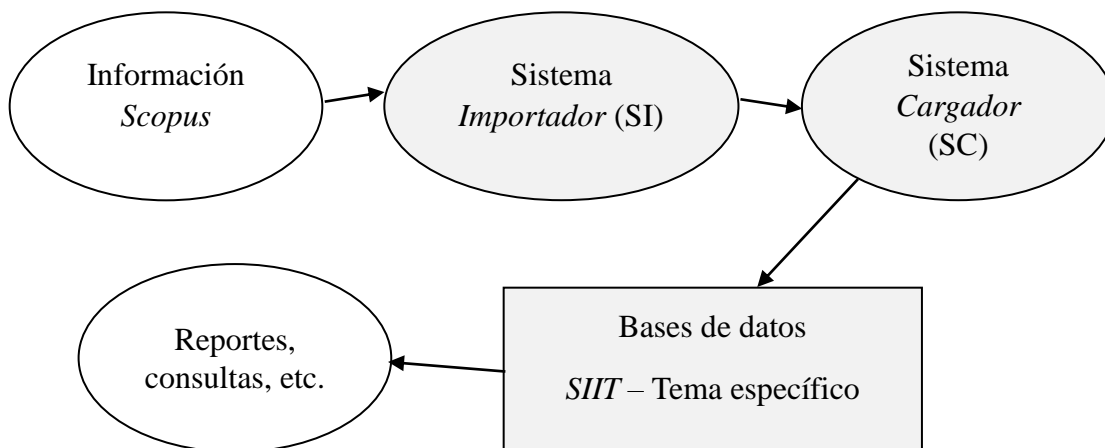 Información
Scopus
Sistema
Importador (SI)
Sistema
Cargador
(SC)
Reportes,
consultas, etc.
Bases de datos
SIIT – Tema específico